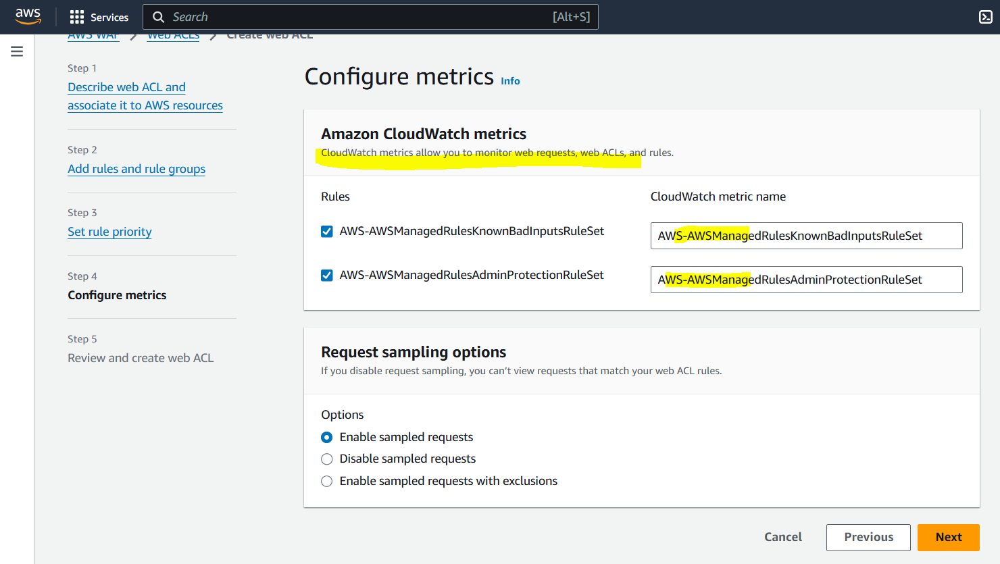 aws
Services
Search
[Alt+S]
AWS WAF > Web ACLs > Create web ACL
Step 1
Describe web ACL and
associate it to AWS resources
Step 2
Add rules and rule groups
Step 3
Set rule priority
Step 4
Configure metrics
Step 5
Review and create web ACL
Configure metrics Info
Amazon CloudWatch metrics
CloudWatch metrics allow you to monitor web requests, web ACLs, and rules.
Rules
CloudWatch metric name
AWS-AWSManagedRulesKnownBadInputsRuleSet
AWS-AWSManagedRulesKnownBadInputsRuleSet
AWS-AWSManagedRulesAdminProtectionRuleSet
AWS-AWSManagedRulesAdminProtectionRuleSet
Request sampling options
If you disable request sampling, you can’t view requests that match your web ACL rules.
Options
Enable sampled requests
Disable sampled requests
Enable sampled requests with exclusions
Cancel
Previous
Next